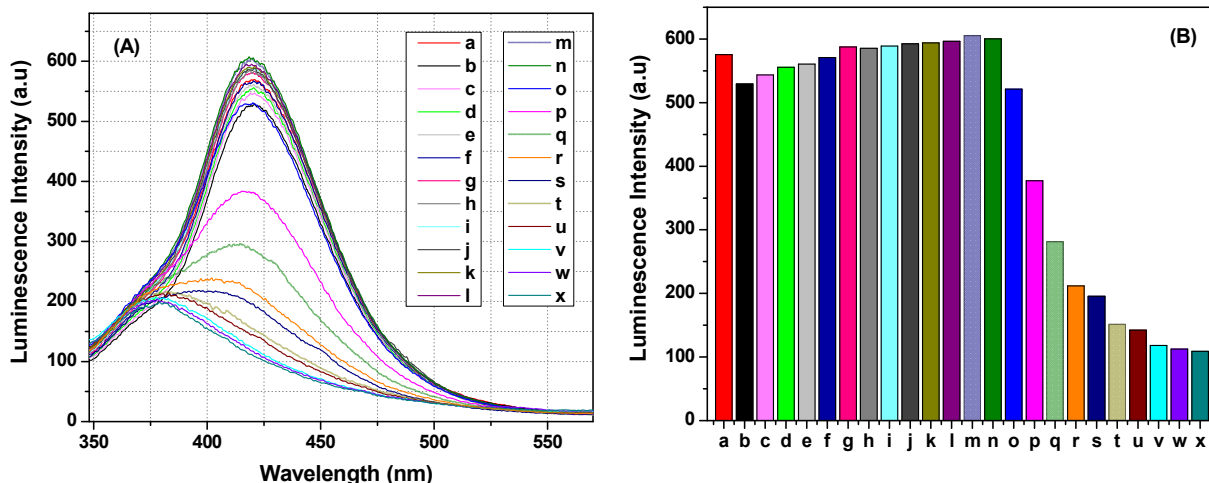 (A)
Luminescence Intensity (a.u)
600
500
400
300
200
100
0
350 400 450 500 550
Wavelength (nm)
a m
b n
c o
d p
e q
f r
g s
h t
i u
j v
k w
l x
(B)
Luminescence Intensity (a.u)
600
500
400
300
200
100
0
a b c d e f g h i j k l m n o p q r s t u v w x